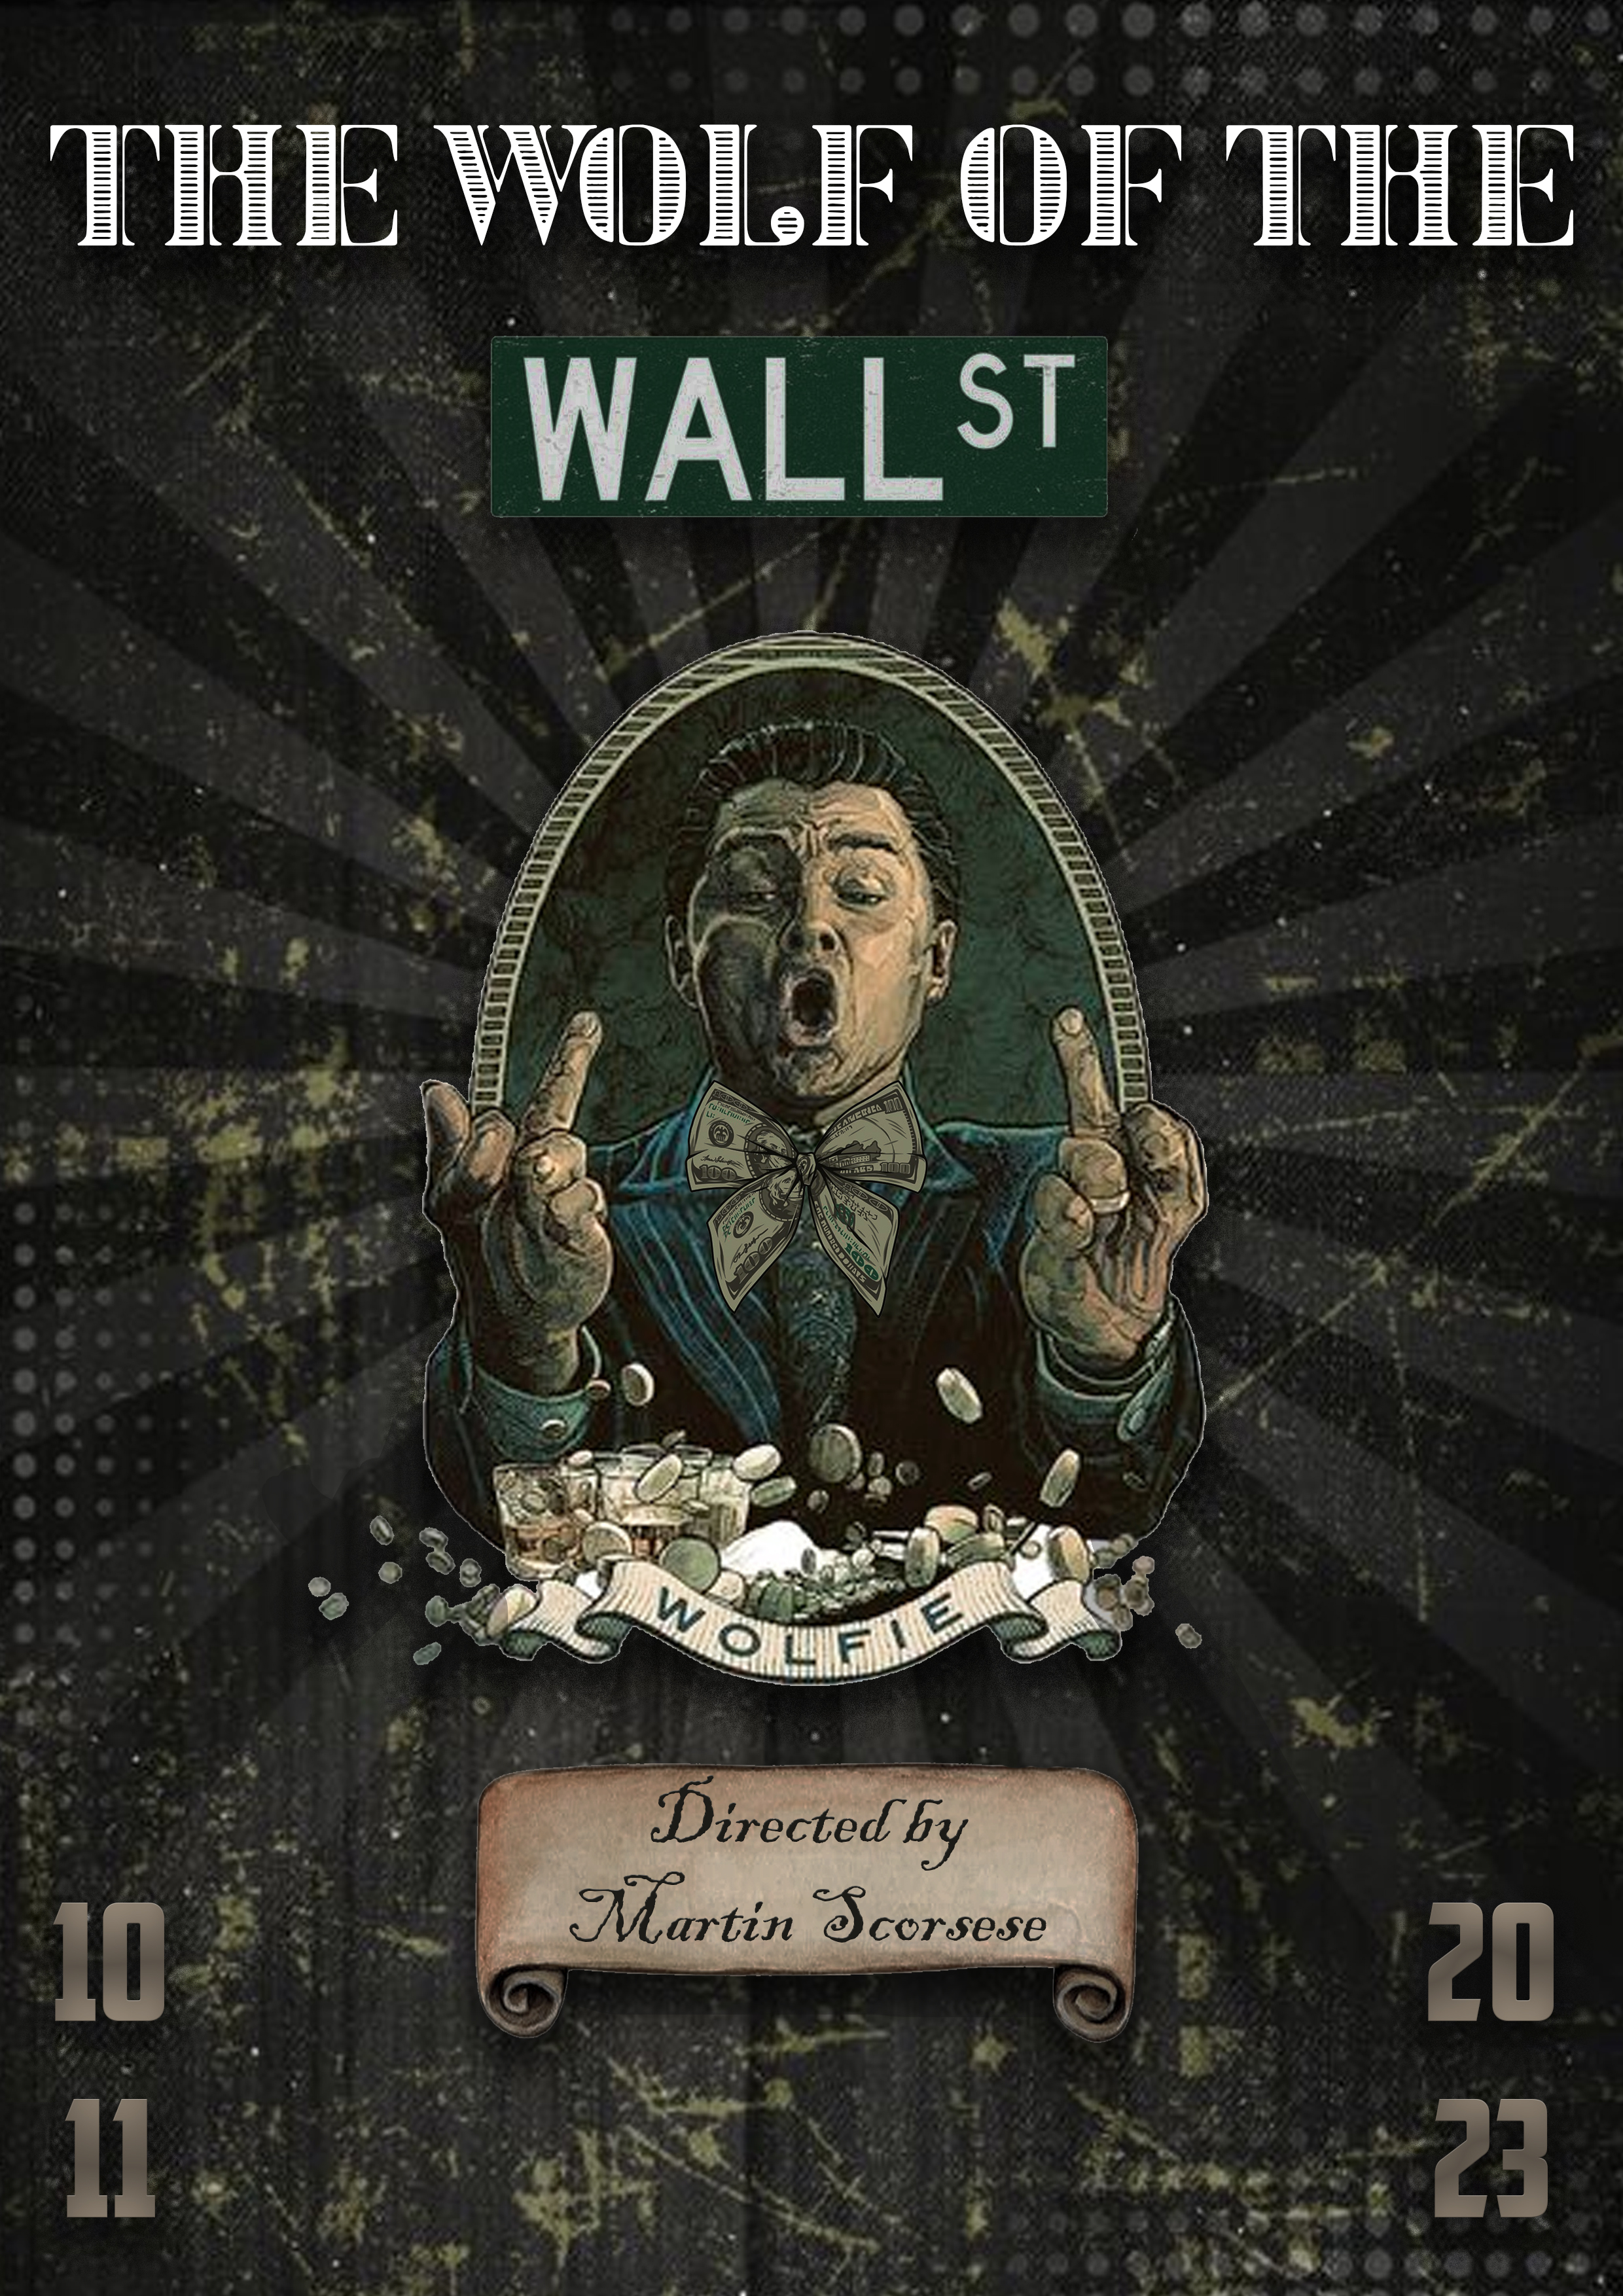 THE WOLF OF THE
WALL ST
WOLFIE
Directed by
Martin Scorsese
10
20
11
23